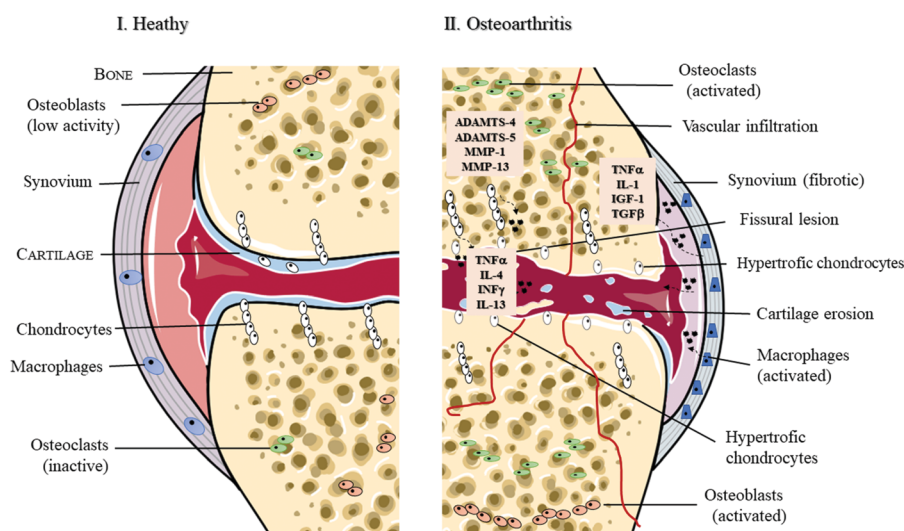 I. Heathy
BONE
Osteoblasts
(low activity)
Synovium
CARTILAGE
Chondrocytes
Macrophages
Osteoclasts
(inactive)
II. Osteoarthritis
ADAMTS-4
ADAMTS-5
MMP-1
MMP-13
TNFα
IL-1
IGF-1
TGFβ
TNFα
IL-4
INFγ
IL-13
Osteoclasts
(activated)
Vascular infiltration
Synovium (fibrotic)
Fissural lesion
Hypertrofic chondrocytes
Cartilage erosion
Macrophages
(activated)
Hypertrofic
chondrocytes
Osteoblasts
(activated)